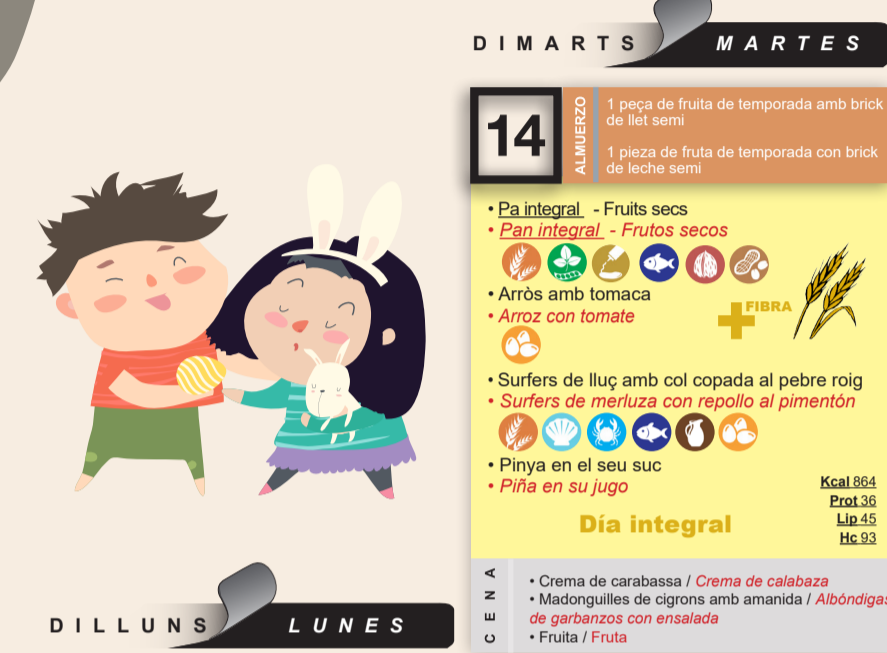 DIMARTS MARTES
14
ALMUERZO
1 peça de fruita de temporada amb brick
de llet semi
1 pieza de fruta de temporada con brick
de leche semi
• Pa integral - Fruits secs
• Pan integral - Frutos secos
• Arròs amb tomaca
• Arroz con tomate
+FIBRA
• Surfers de lluç amb col copada al pebre roig
• Surfers de merluza con repollo al pimentón
• Pinya en el seu suc
• Piña en su jugo
Kcal 864
Prot 36
Lip 45
Hc 93
Día integral
CENA
• Crema de carabassa / Crema de calabaza
• Madonguilles de cigrons amb amanida / Albóndigas
de garbanzos con ensalada
• Fruita / Fruta
DILLUNS LUNES